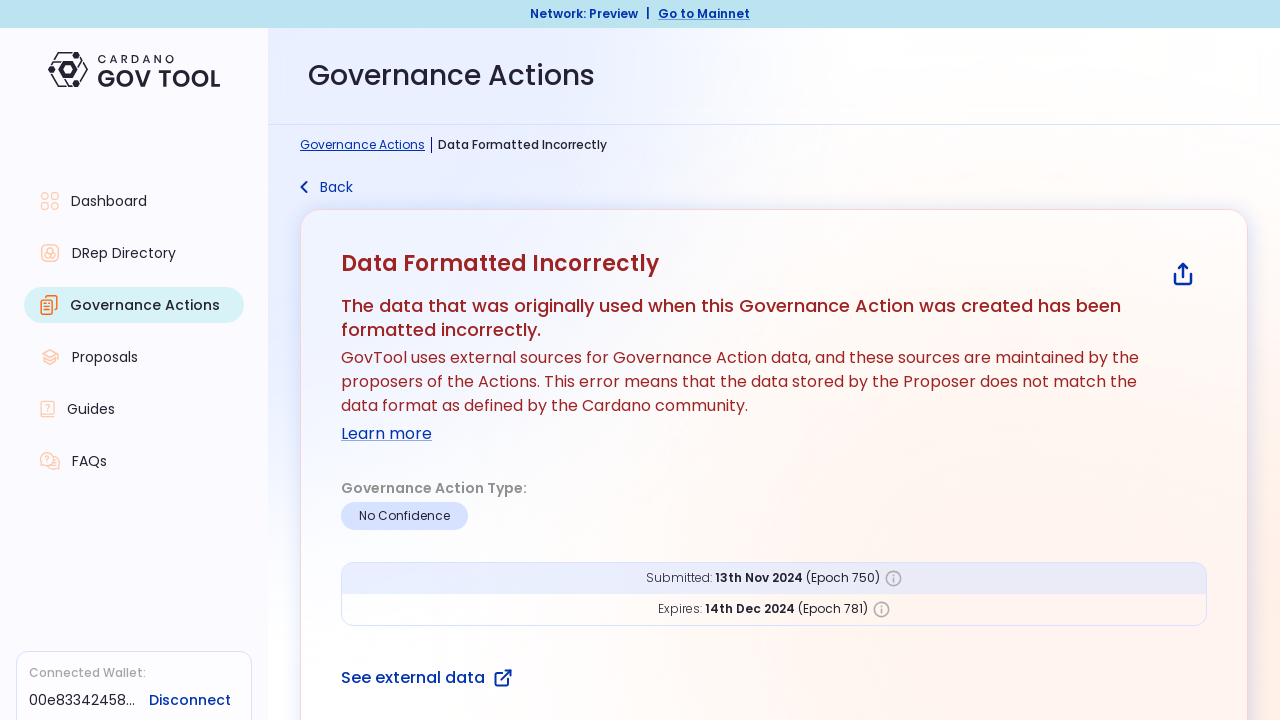 Network: Preview | Go to Mainnet
CARDANO
GOV TOOL
Governance Actions
Governance Actions | Data Formatted Incorrectly
Back
Dashboard
DRep Directory
Governance Actions
Proposals
Guides
FAQs
Data Formatted Incorrectly
The data that was originally used when this Governance Action was created has been
formatted incorrectly.
GovTool uses external sources for Governance Action data, and these sources are maintained by the
proposers of the Actions. This error means that the data stored by the Proposer does not match the
data format as defined by the Cardano community.
Learn more
Governance Action Type:
No Confidence
Submitted: 13th Nov 2024 (Epoch 750)
Expires: 14th Dec 2024 (Epoch 781)
See external data
Connected Wallet:
00e83342458... Disconnect